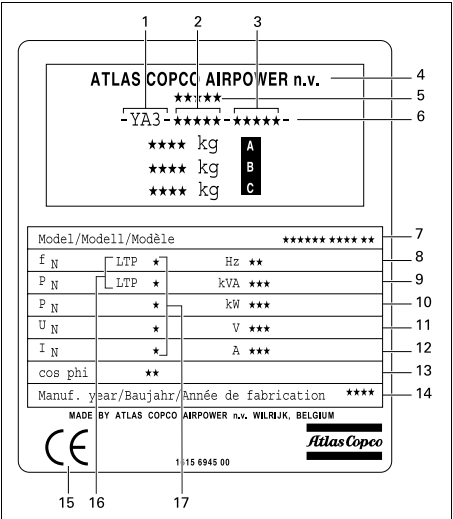 1 2 3
ATLAS COPCO AIRPOWER n.v. 4
★★★★★ 5
-YA3-★★★★★-★★★★★- 6
★★★★ kg A
★★★★ kg B
★★★★ kg C
Model/Modell/Modèle ★★★★★★ ★★★★ ★★ 7
f N LTP ★ Hz ★★ 8
P N LTP ★ kVA ★★★ 9
P N ★ kW ★★★ 10
U N ★ V ★★★ 11
I N ★ A ★★★ 12
cos phi ★★ 13
Manuf. year/Baujahr/Année de fabrication ★★★★ 14
MADE BY ATLAS COPCO AIRPOWER n.v. WILRIJK, BELGIUM
CE Atlas Copco
1615 6945 00
15 16 17